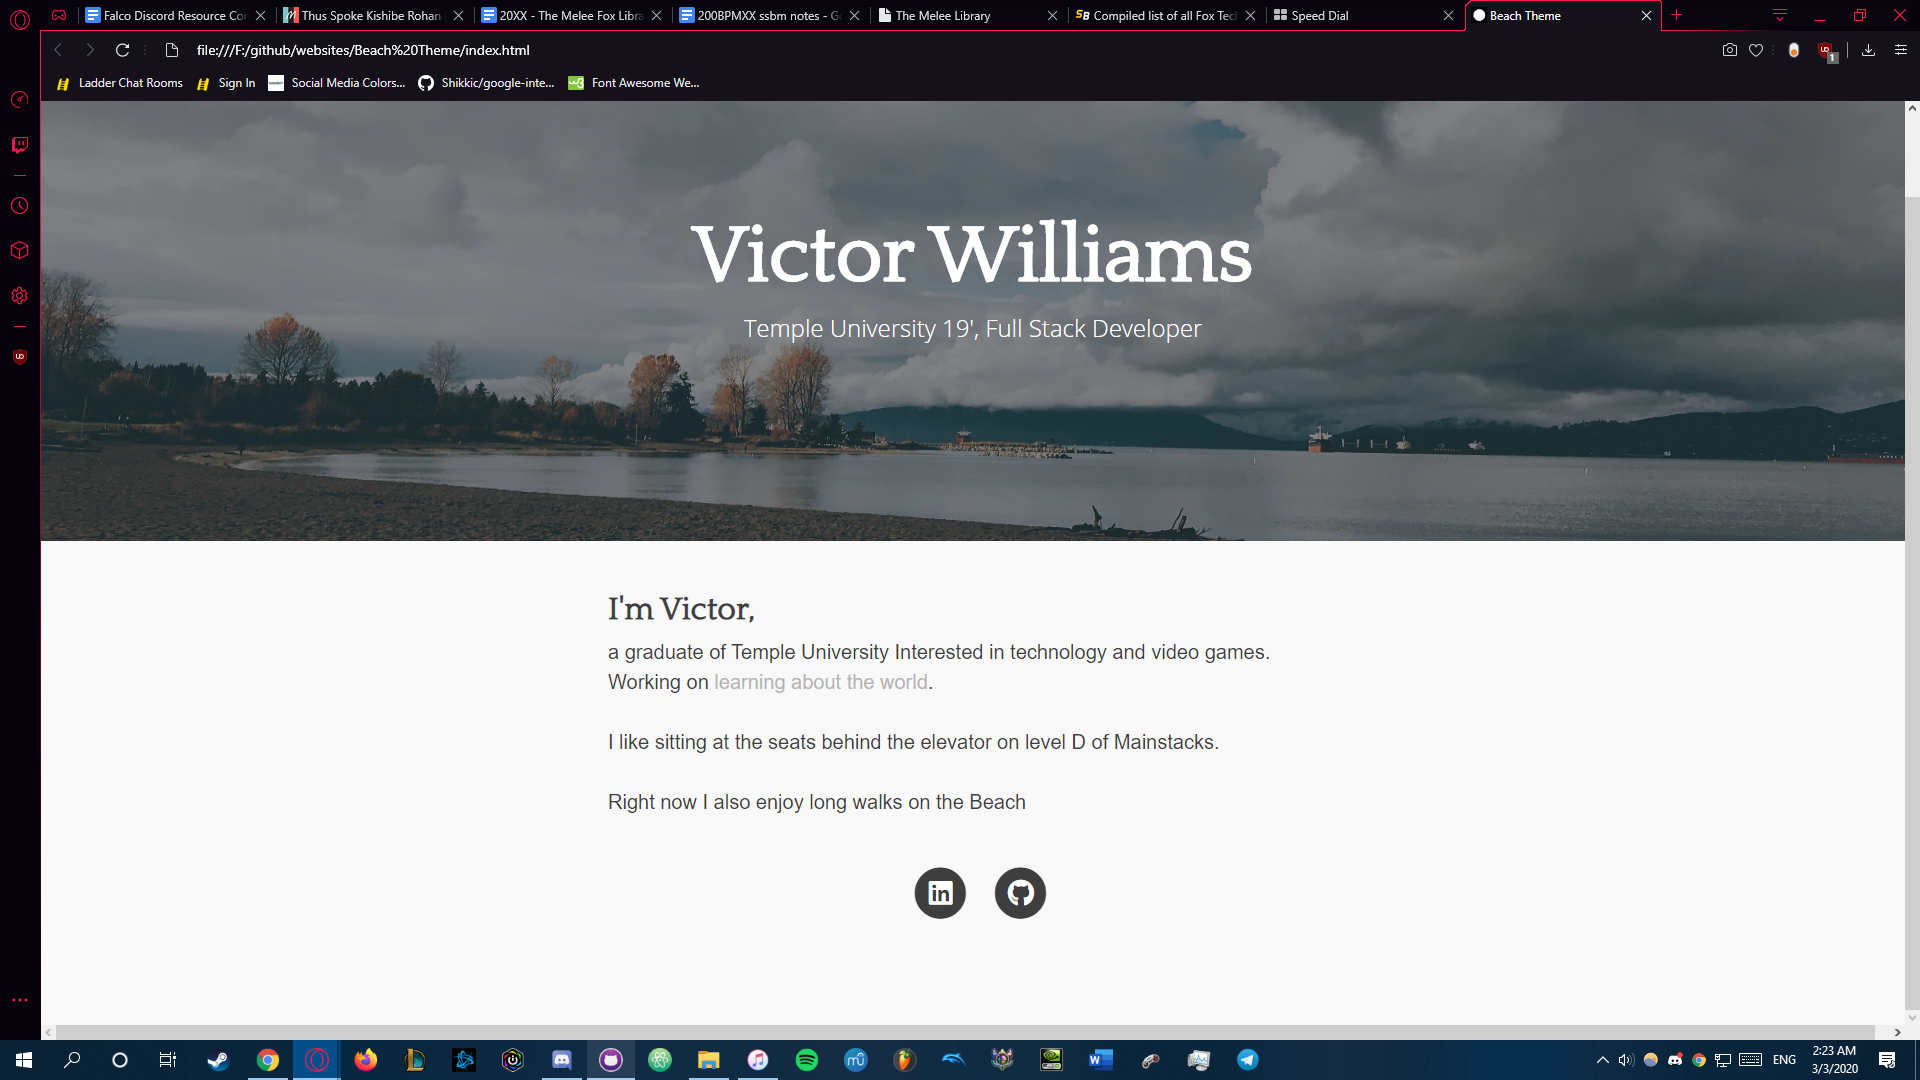 Falco Discord Resource Co
Thus Spoke Kishibe Rohan
20XX - The Melee Fox Libra
200BPMXX ssbm notes - G
The Melee Library
SB
Compiled list of all Fox Tec
Speed Dial
Beach Theme
file:///F:/github/websites/Beach%20Theme/index.html
1
Ladder Chat Rooms
Sign In
Social Media Colors...
Shikkic/google-inte...
Font Awesome We...
Victor Williams
Temple University 19', Full Stack Developer
I'm Victor,
a graduate of Temple University Interested in technology and video games.
Working on learning about the world.
I like sitting at the seats behind the elevator on level D of Mainstacks.
Right now I also enjoy long walks on the Beach
in
ENG
2:23 AM
3/3/2020